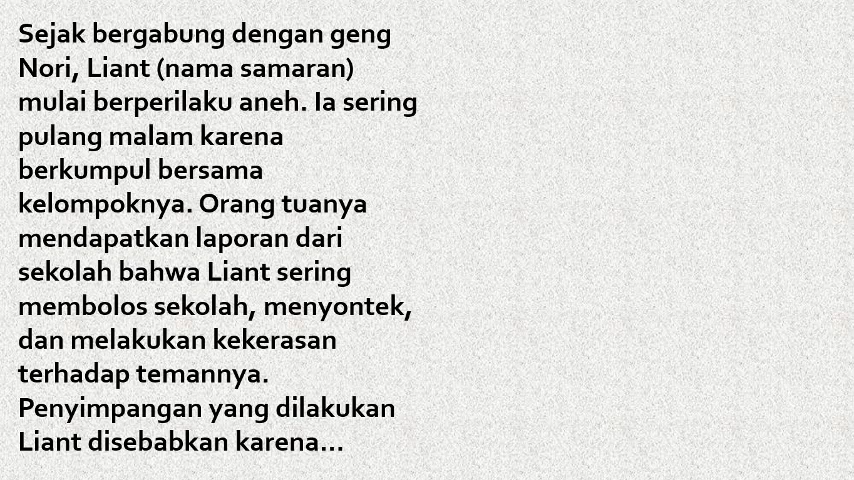 Sejak bergabung dengan geng
Nori, Liant (nama samaran)
mulai berperilaku aneh. Ia sering
pulang malam karena
berkumpul bersama
kelompoknya. Orang tuanya
mendapatkan laporan dari
sekolah bahwa Liant sering
membolos sekolah, menyontek,
dan melakukan kekerasan
terhadap temannya.
Penyimpangan yang dilakukan
Liant disebabkan karena...